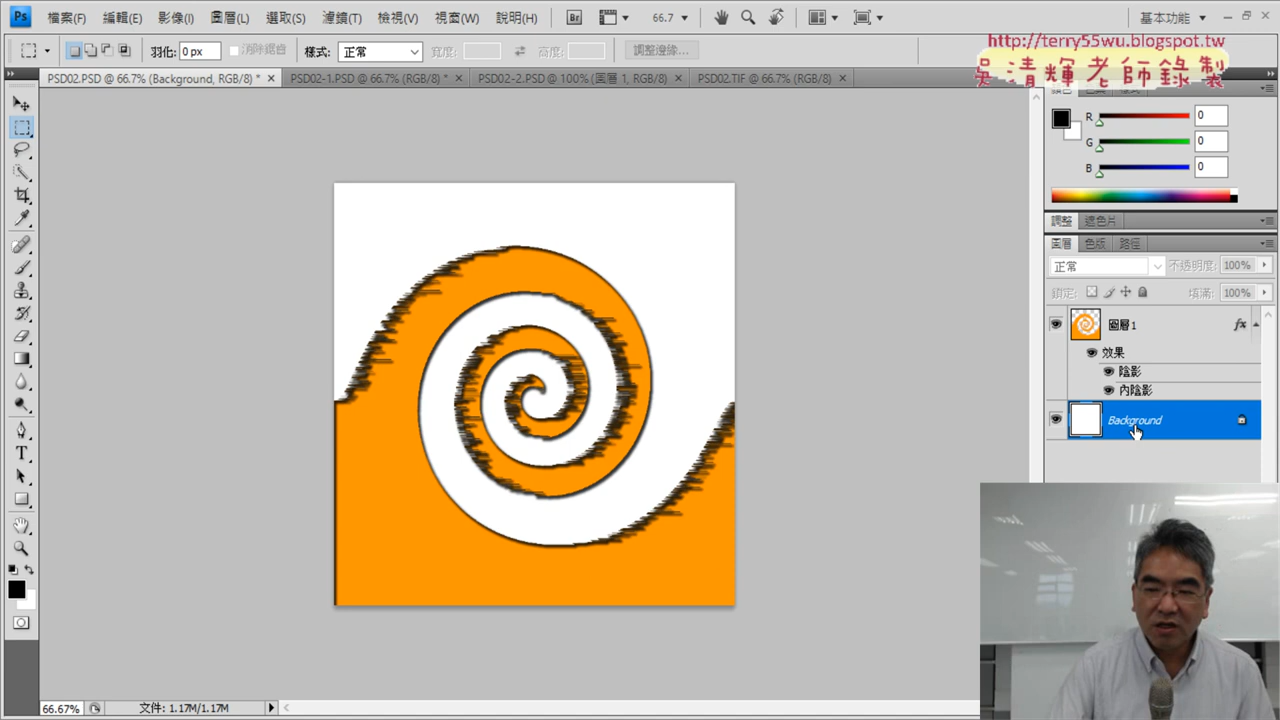 Ps 檔案(F) 編輯(E) 影像(I) 圖層(L) 選取(S) 濾鏡(T) 檢視(V) 視窗(W) 說明(H) Br 66.7 基本功能
http://terry55wu.blogspot.tw
羽化: 0 px 消除鋸齒 樣式: 正常 寬度: 高度: 調整邊緣...
吳清輝老師錄製
PSD02.PSD @ 66.7% (Background, RGB/8) * PSD02-1.PSD @ 66.7% (RGB/8) * PSD02-2.PSD @ 100% (圖層 1, RGB/8) PSD02.TIF @ 66.7% (RGB/8)
R 0
G 0
B 0
調整 遮色片
圖層 色版 路徑
正常 不透明度: 100%
鎖定: 填滿: 100%
圖層1 fx
效果
陰影
內陰影
Background
66.67% 文件: 1.17M/1.17M